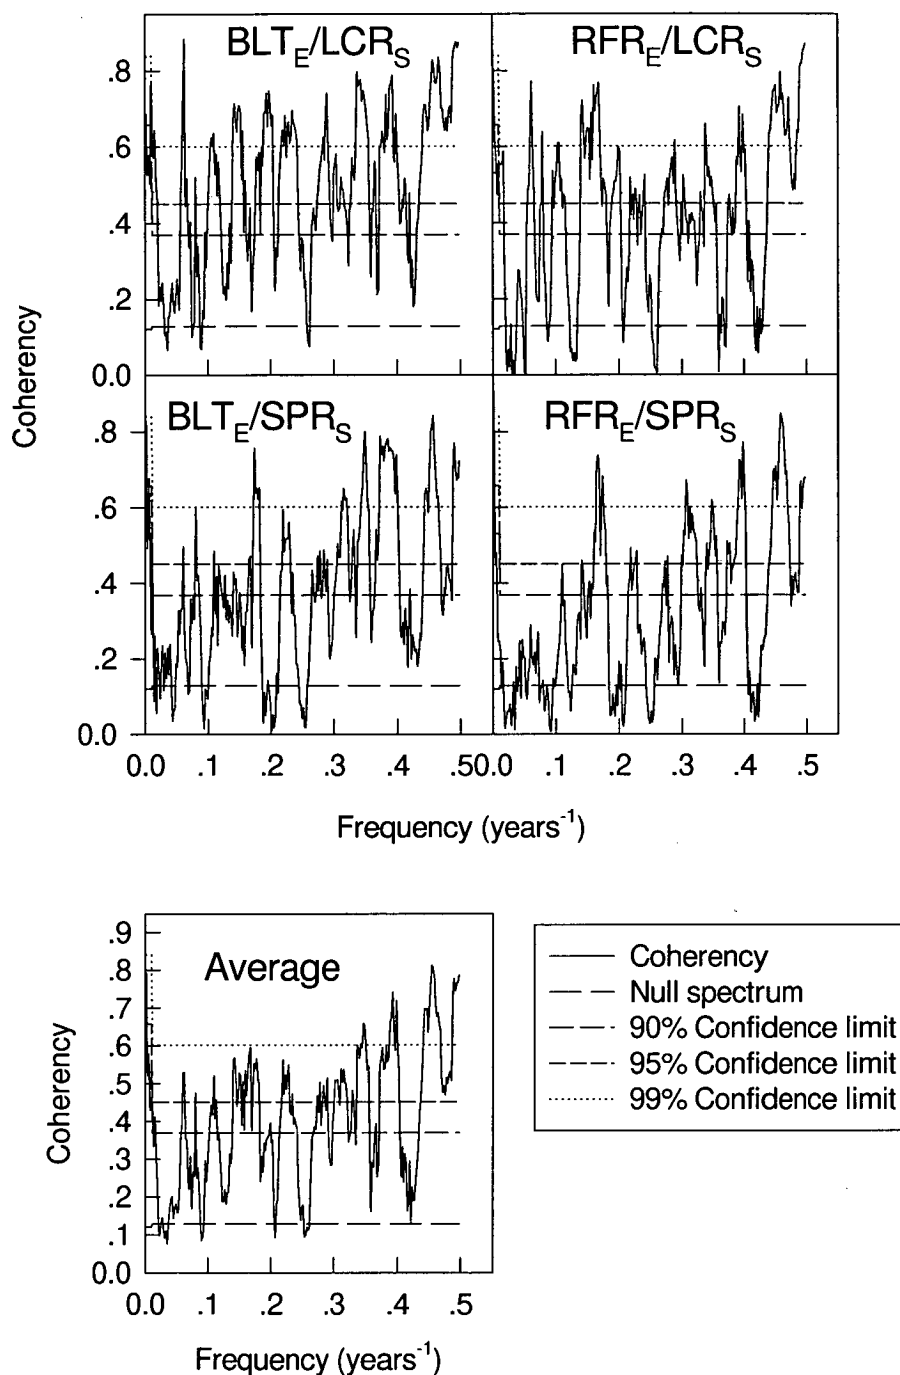 BLT_E/LCR_S RFR_E/LCR_S
.8
.6
.4
.2
0.0
Coherency
BLT_E/SPR_S RFR_E/SPR_S
.8
.6
.4
.2
0.0
0.0 .1 .2 .3 .4 .50.0 .1 .2 .3 .4 .5
Frequency (years⁻¹)
Average
.9
.8
.7
.6
.5
.4
.3
.2
.1
0.0
Coherency
0.0 .1 .2 .3 .4 .5
Frequency (years⁻¹)
Coherency
Null spectrum
90% Confidence limit
95% Confidence limit
99% Confidence limit